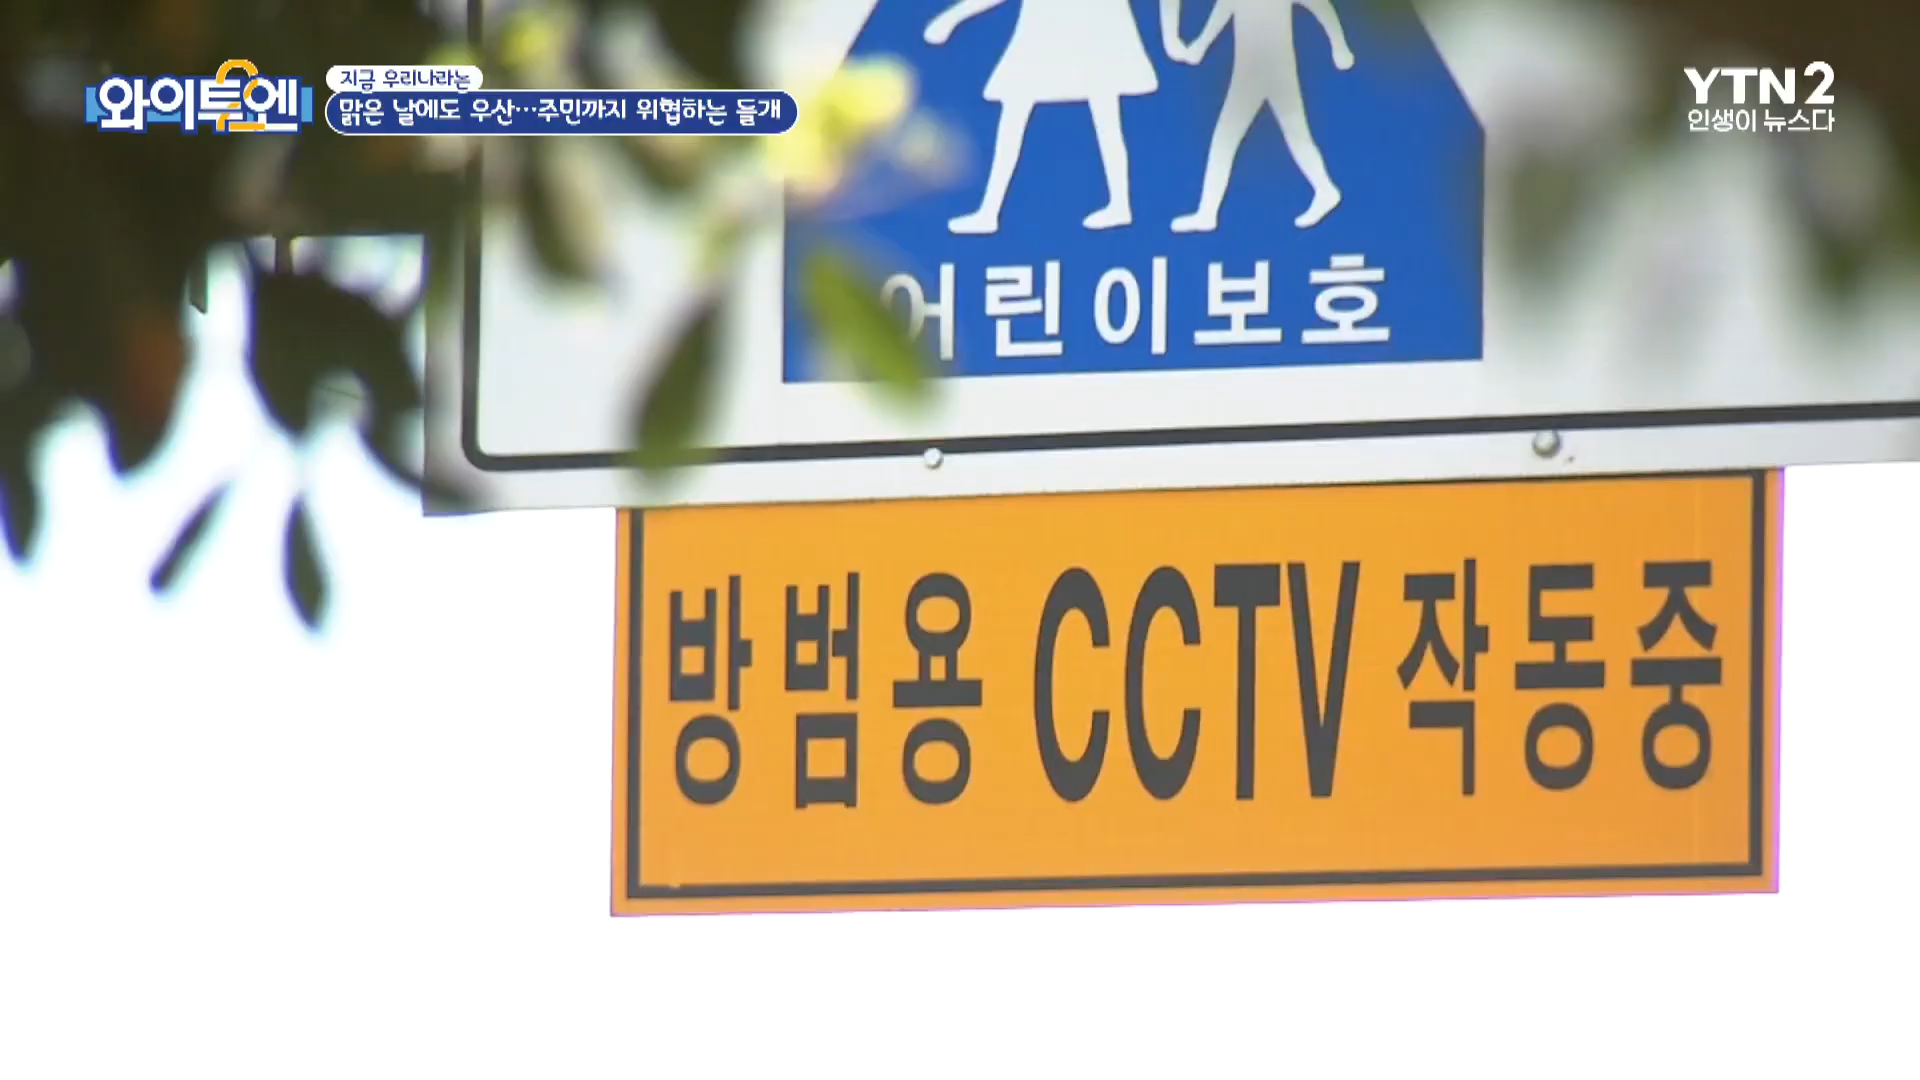 와이투엔
지금 우리나라는
맑은 날에도 우산…주민까지 위협하는 들개
YTN2
인생이 뉴스다
어린이보호
방범용 CCTV 작동중